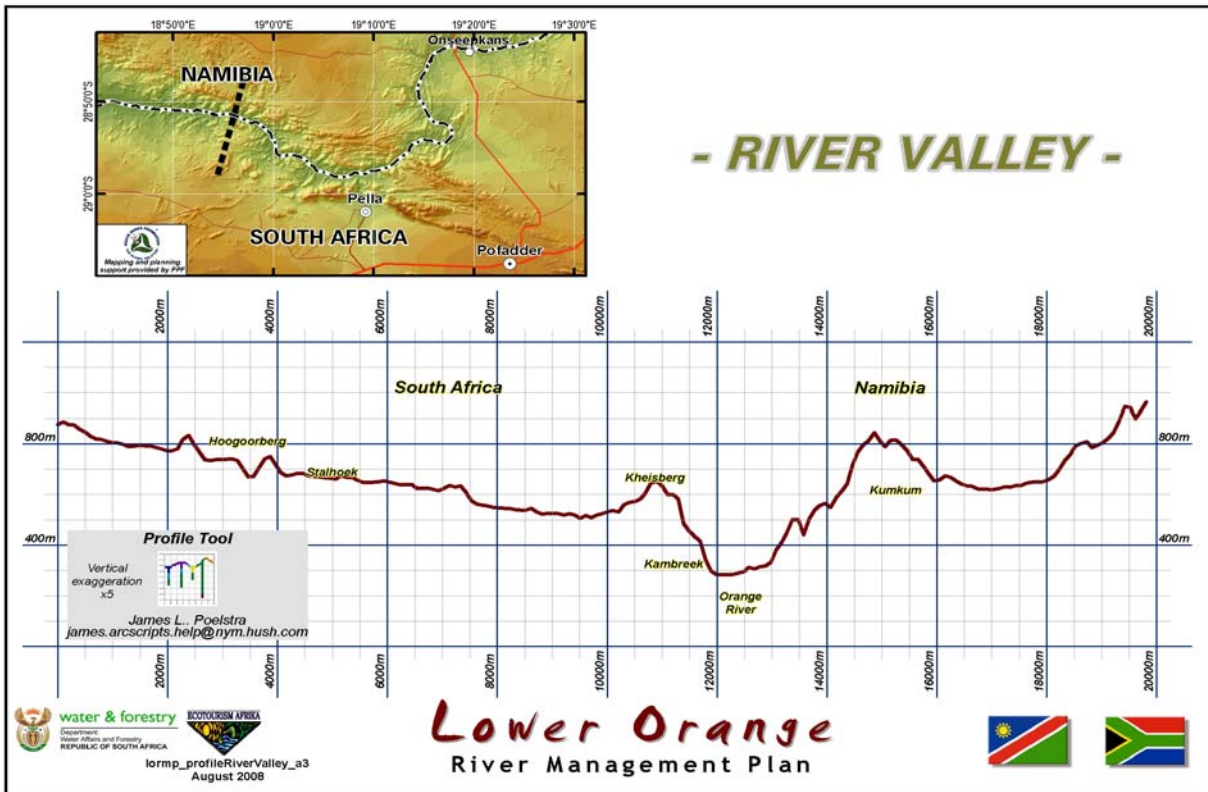 18°50'0"E 19°0'0"E 19°10'0"E 19°20'0"E 19°30'0"E
28°50'0"S
29°0'0"S
Onseepkans
NAMIBIA
Pella
SOUTH AFRICA
Pofadder
Mapping and planning
support provided by PPF
- RIVER VALLEY -
2000m 4000m 6000m 8000m 10000m 12000m 14000m 16000m 18000m 20000m
South Africa
Namibia
800m
800m
Hoogoorberg
Stalhoek
Kheisberg
Kumkum
400m
400m
Kambreek
Orange
River
Profile Tool
Vertical
exaggeration
x5
James L.. Poelstra
james.arcscripts.help@nym.hush.com
2000m 4000m 6000m 8000m 10000m 12000m 14000m 16000m 18000m 20000m
water & forestry
Department:
Water Affairs and Forestry
REPUBLIC OF SOUTH AFRICA
ECOTOURISM AFRIKA
lormp_profileRiverValley_a3
August 2008
Lower Orange
River Management Plan